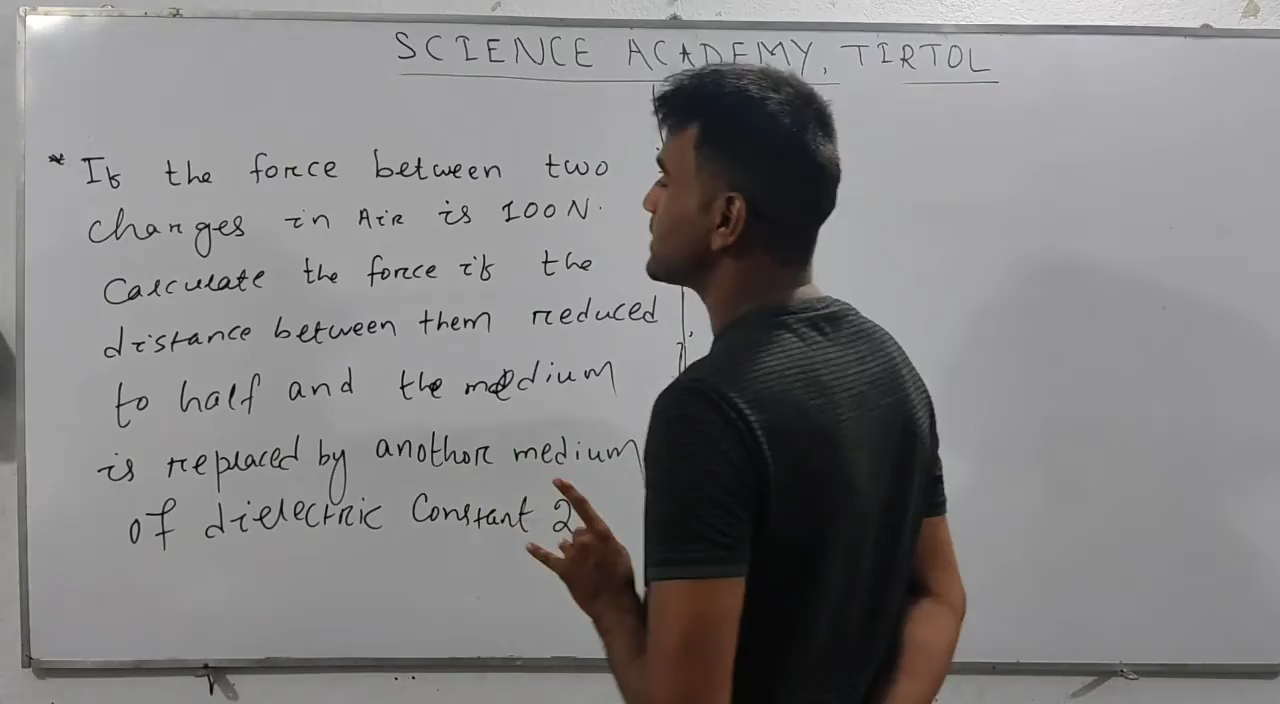 SCIENCE ACADEMY, TIRTOL
* If the force between two
charges in Air is 100N.
Calculate the force if the
distance between them reduced
to half and the medium
is replaced by another medium
of dielectric Constant 2